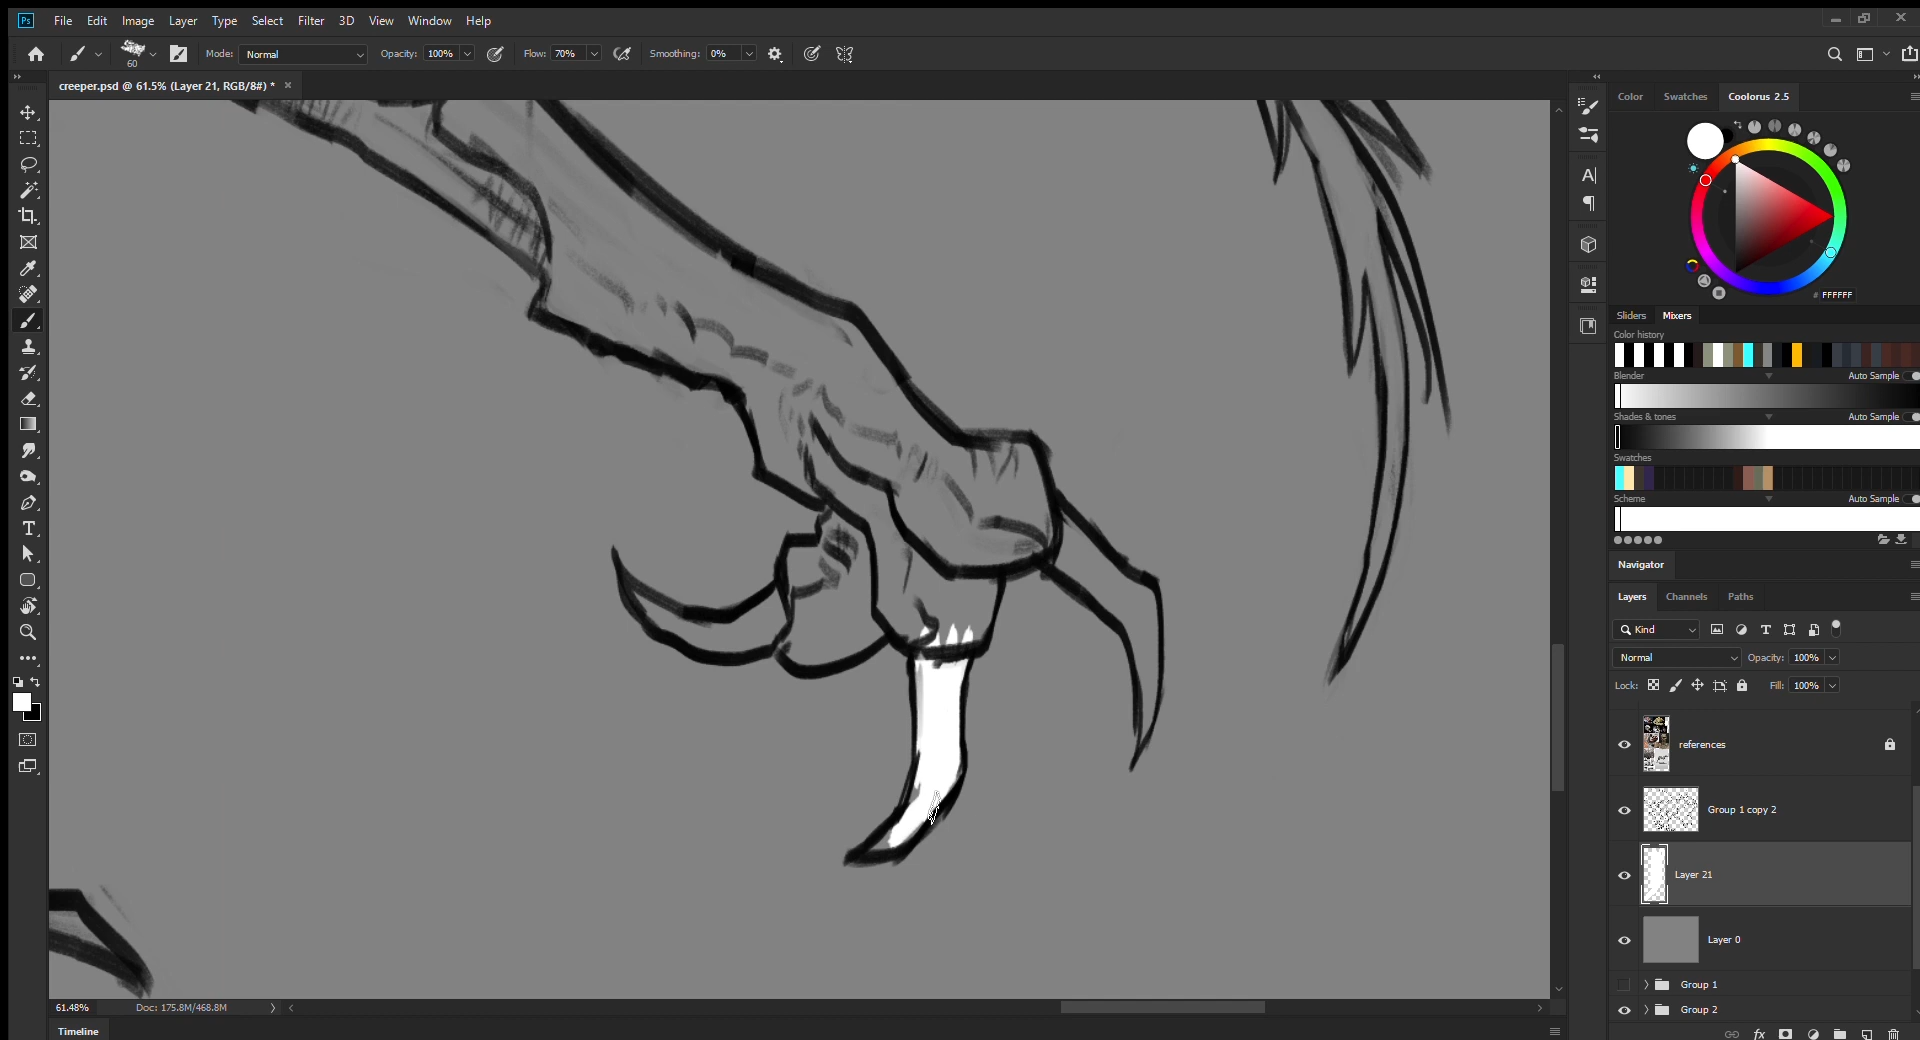 Ps File Edit Image Layer Type Select Filter 3D View Window Help
60 Mode: Normal Opacity: 100% Flow: 70% Smoothing: 0%
creeper.psd @ 61.5% (Layer 21, RGB/8#) * ×
Color Swatches Coolorus 2.5
# FFFFFF
Sliders Mixers
Color history
Blender Auto Sample
Shades & tones Auto Sample
Swatches
Scheme Auto Sample
Navigator
Layers Channels Paths
Kind
Normal Opacity: 100%
Lock: Fill: 100%
references
Group 1 copy 2
Layer 21
Layer 0
Group 1
Group 2
fx
61.48% Doc: 175.8M/468.8M
Timeline